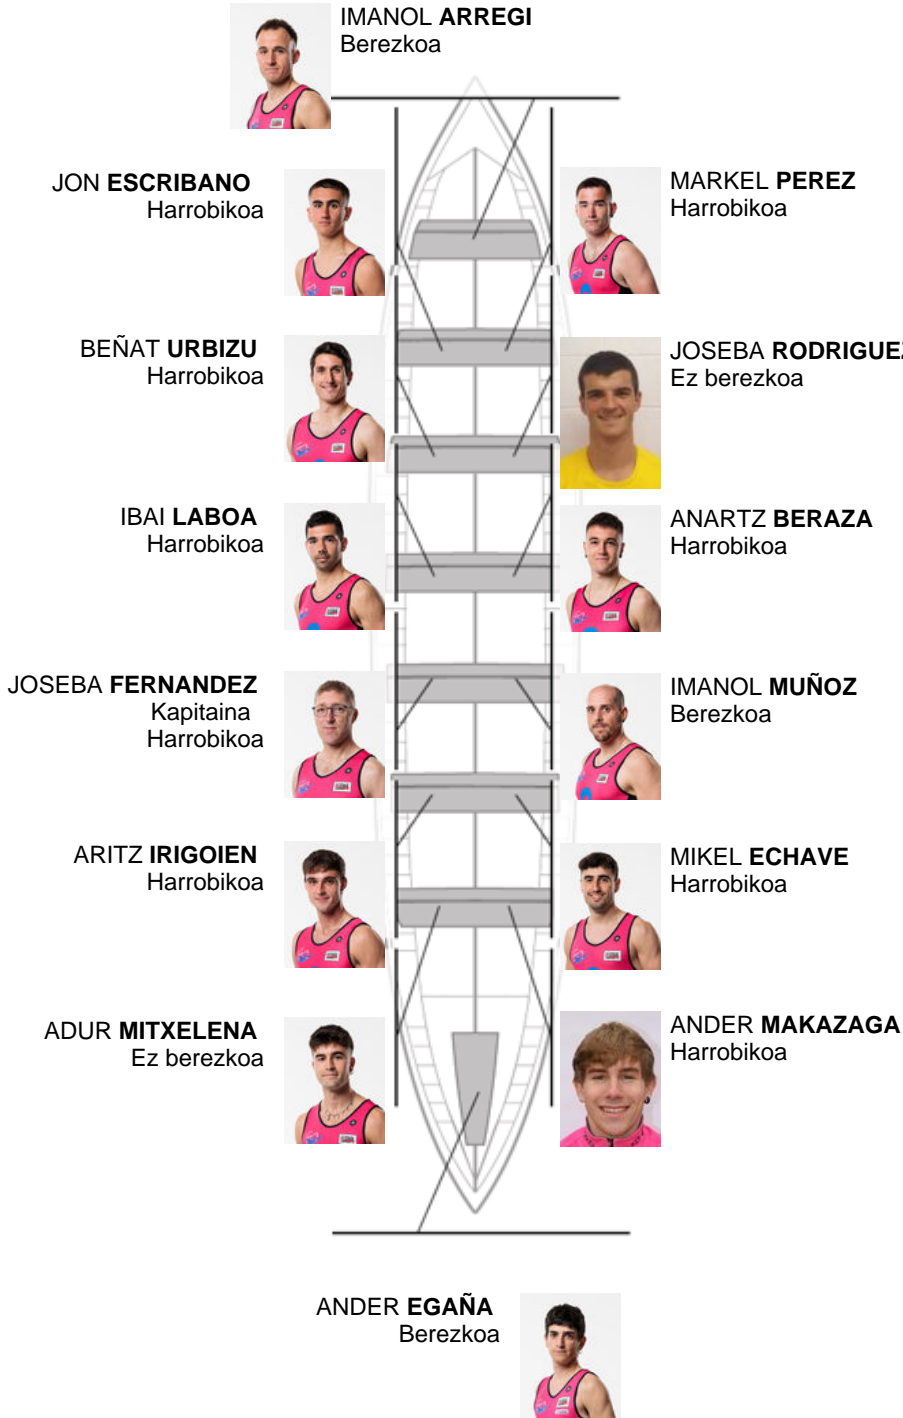 IMANOL ARREGI
Berezkoa
JON ESCRIBANO
Harrobikoa
MARKEL PEREZ
Harrobikoa
BEÑAT URBIZU
Harrobikoa
JOSEBA RODRIGUEZ
Ez berezkoa
IBAI LABOA
Harrobikoa
ANARTZ BERAZA
Harrobikoa
JOSEBA FERNANDEZ
Kapitaina
Harrobikoa
IMANOL MUÑOZ
Berezkoa
ARITZ IRIGOIEN
Harrobikoa
MIKEL ECHAVE
Harrobikoa
ADUR MITXELENA
Ez berezkoa
ANDER MAKAZAGA
Harrobikoa
ANDER EGAÑA
Berezkoa